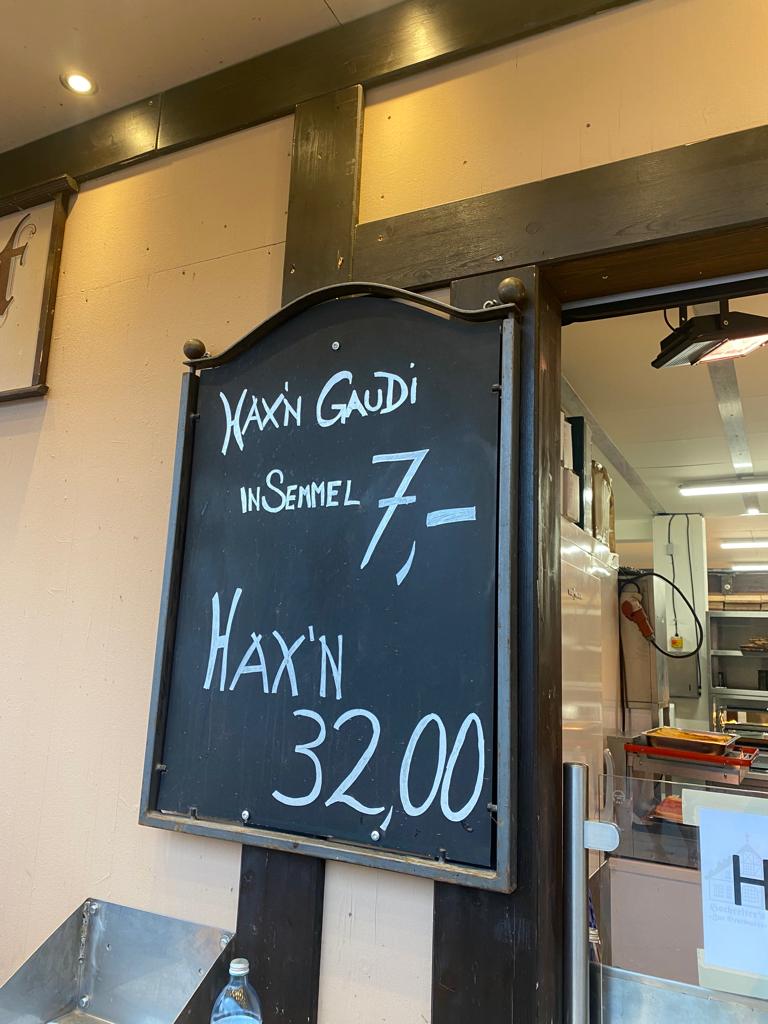 HAX'N GAUDi
IN SEMMEL 7,-
HAX'N
32,00
H